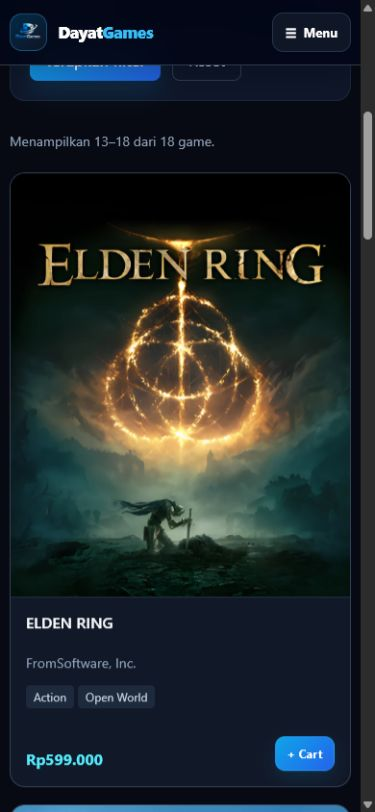 DayatGames
☰ Menu
Menampilkan 13–18 dari 18 game.
ELDEN RING
ELDEN RING
FromSoftware, Inc.
Action
Open World
Rp599.000
+ Cart